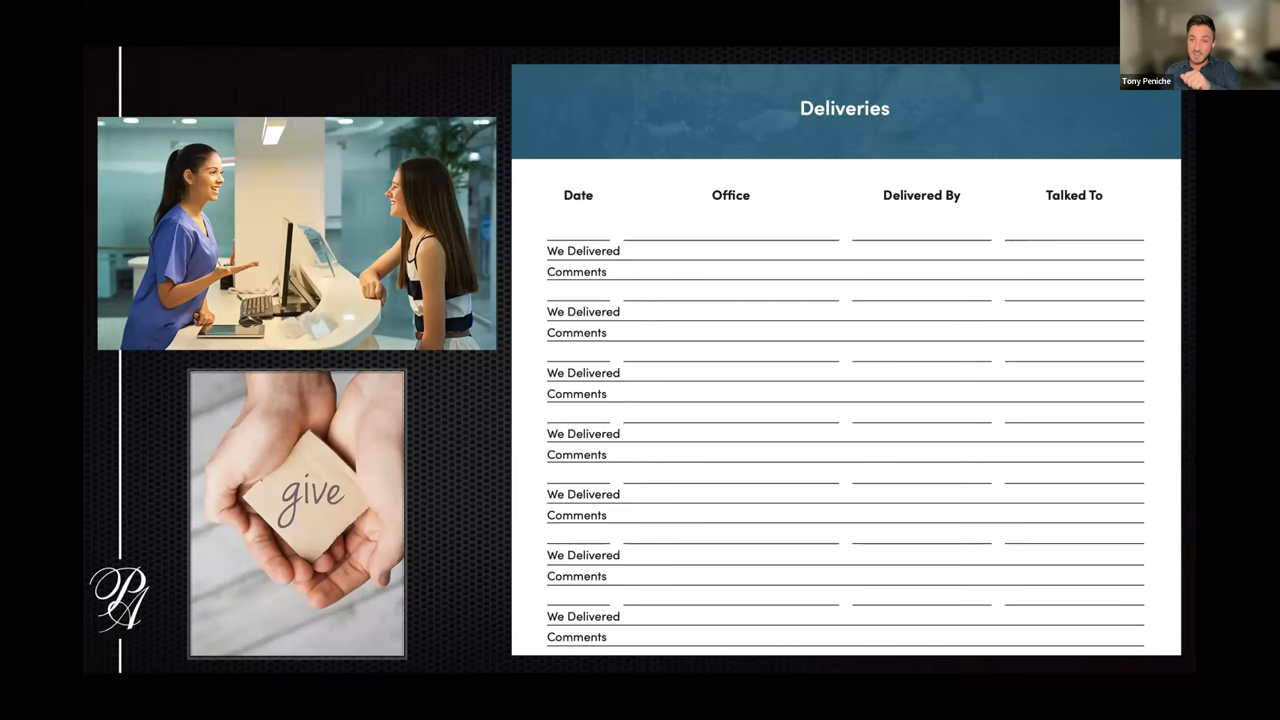 Tony Peniche
Deliveries
Date Office Delivered By Talked To
We Delivered
Comments
We Delivered
Comments
We Delivered
Comments
We Delivered
Comments
We Delivered
Comments
We Delivered
Comments
We Delivered
Comments
give
PA